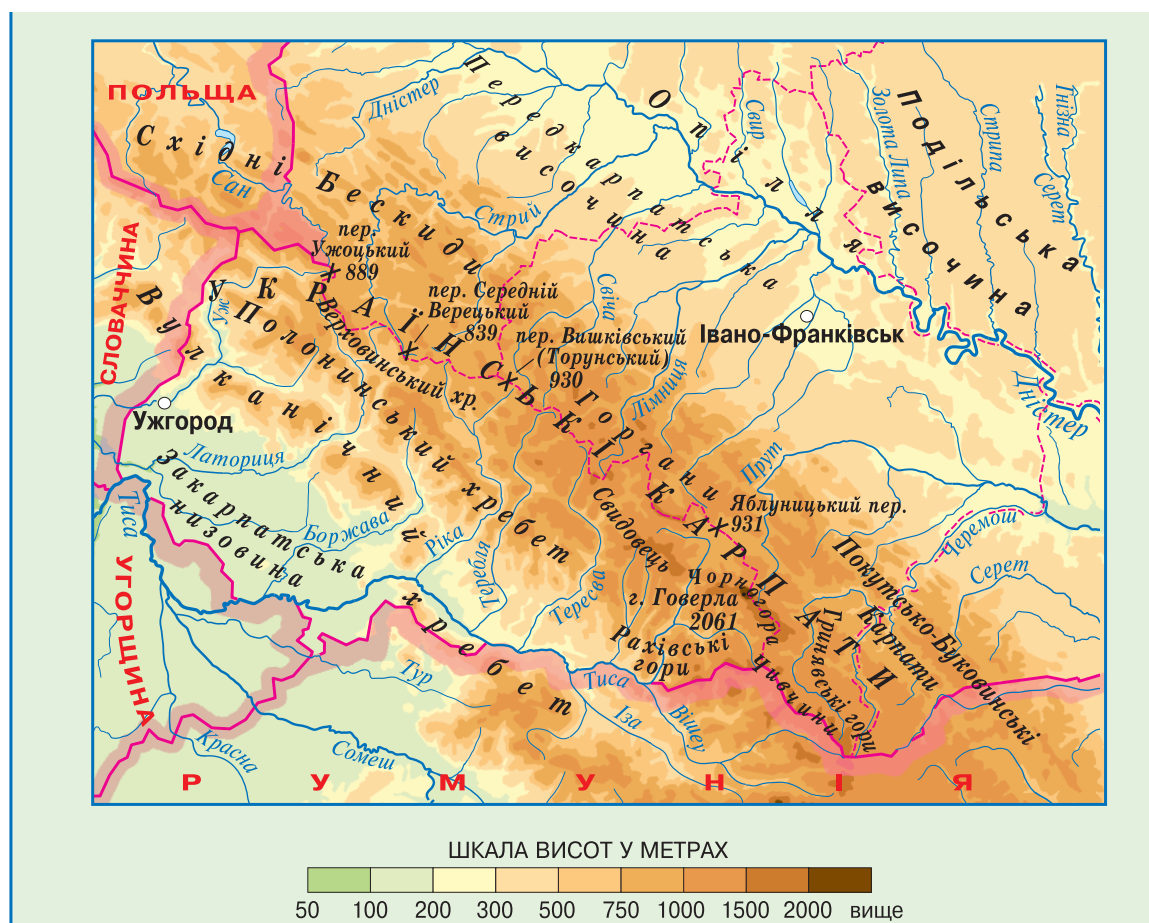 ПОЛЬЩА
Східні Бескиди
Сан
Дністер
Передкарпатська
височина
Опілля
Свир
Золота Липа
Подільська
височина
Стрипа
Гнізна
Серет
Стрий
пер.
Ужоцький
889
СЛОВАЧЧИНА
Вулканічний хребет
Уж
УКРАЇНСЬКІ КАРПАТИ
Полонинський хребет
Верховинський хр.
пер. Середній
Верецький
839
пер. Вишківський
(Торунський)
930
Свіча
Лімниця
Івано-Франківськ
Дністер
Ужгород
Латориця
Закарпатська
низовина
Боржава
Ріка
Теребля
Тересва
Тиса
УГОРЩИНА
Горгани
Прут
Яблуницький пер.
931
Свидовець
Чорногора
г. Говерла
2061
Рахівські
гори
Черемош
Серет
Покутсько-Буковинські
Карпати
Гринявські гори
Чивчини
Тиса
Тур
Іза
Вішеу
Красна
Сомеш
РУМУНІЯ
ШКАЛА ВИСОТ У МЕТРАХ
50 100 200 300 500 750 1000 1500 2000 вище